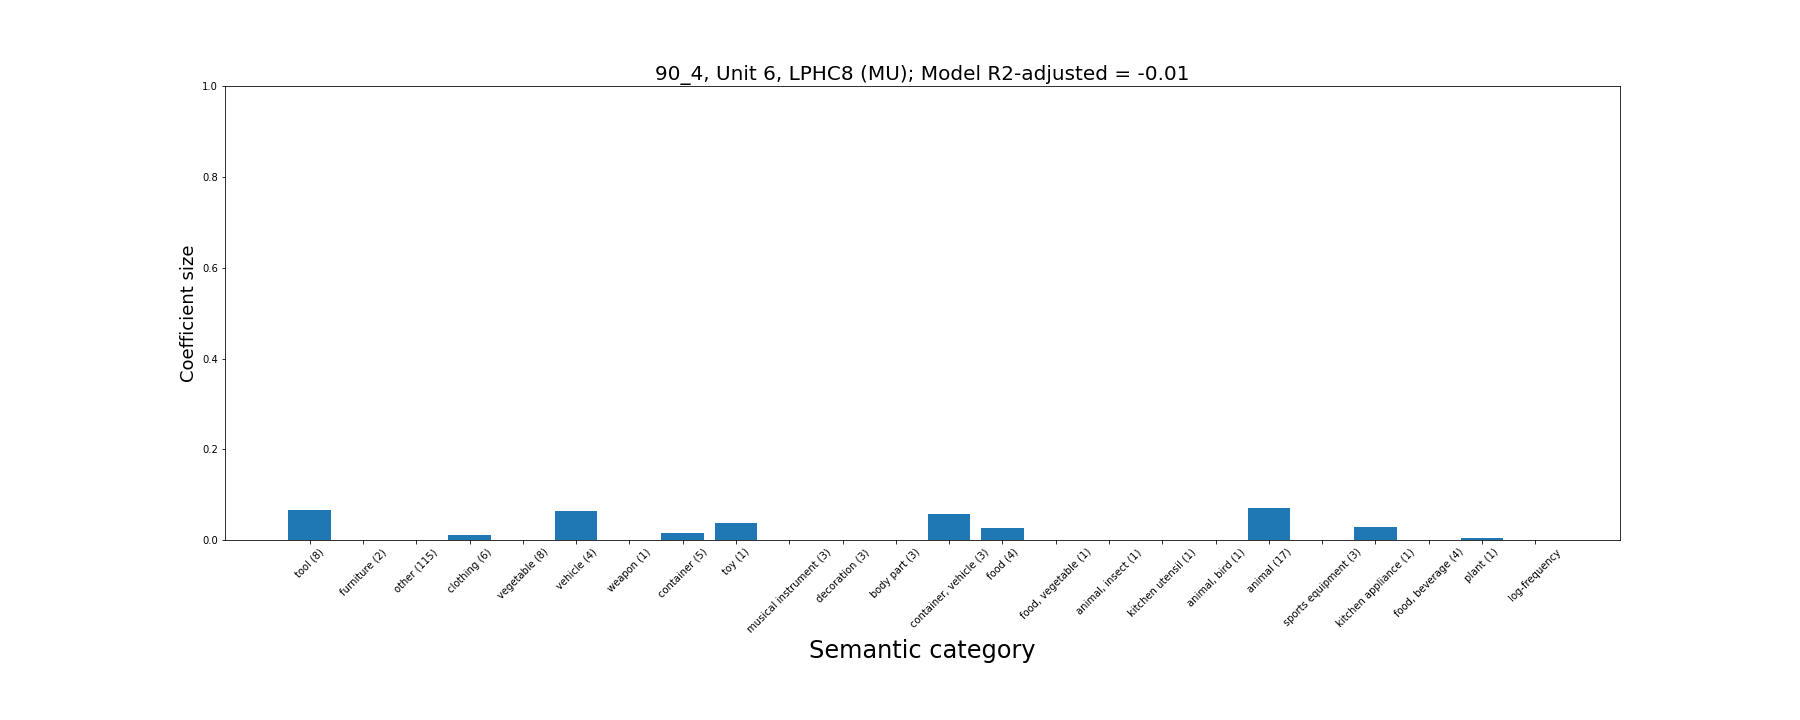 90_4, Unit 6, LPHC8 (MU); Model R2-adjusted = -0.01
1.0
0.8
0.6
0.4
0.2
0.0
Coefficient size
tool (8)
furniture (2)
other (115)
clothing (6)
vegetable (8)
vehicle (4)
weapon (1)
container (5)
toy (1)
musical instrument (3)
decoration (3)
body part (3)
container, vehicle (3)
food (4)
food, vegetable (1)
animal, insect (1)
kitchen utensil (1)
animal, bird (1)
animal (17)
sports equipment (3)
kitchen appliance (1)
food, beverage (4)
plant (1)
log-frequency
Semantic category